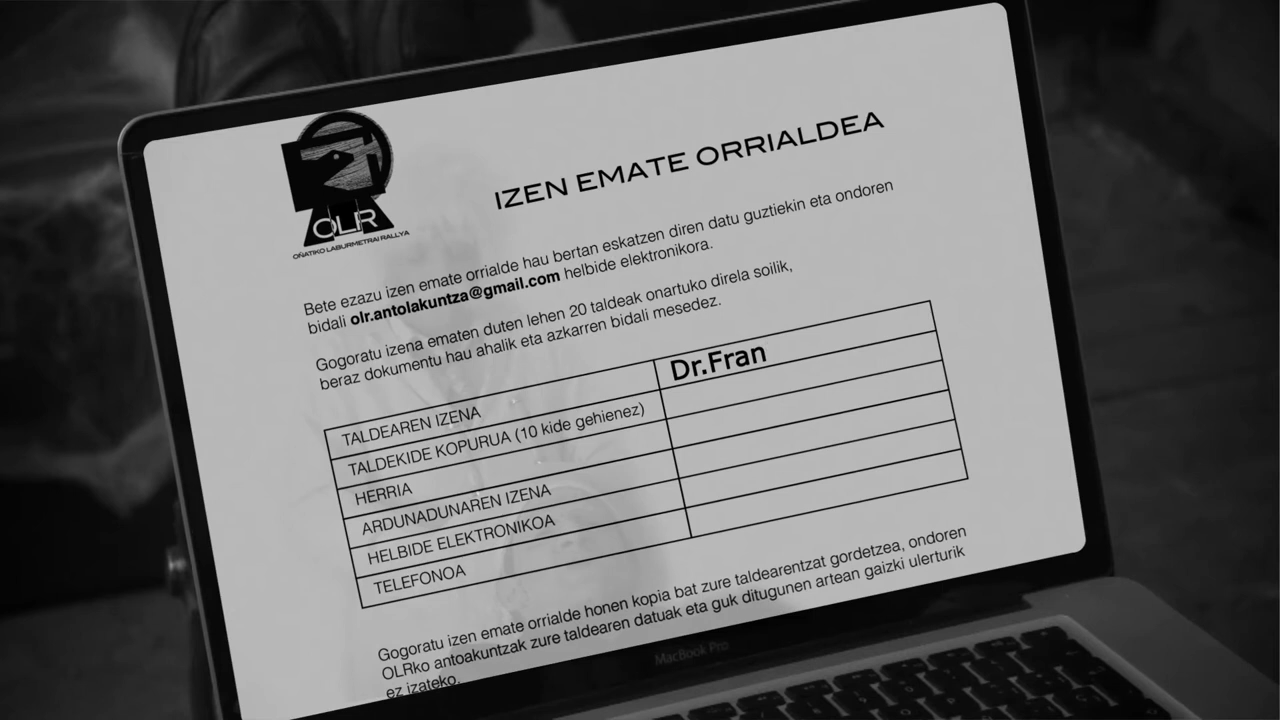 OLR
OÑATIKO LABURMETRAI RALLYA
IZEN EMATE ORRIALDEA
Bete ezazu izen emate orrialde hau bertan eskatzen diren datu guztiekin eta ondoren
bidali olr.antolakuntza@gmail.com helbide elektronikora.
Gogoratu izena ematen duten lehen 20 taldeak onartuko direla soilik,
beraz dokumentu hau ahalik eta azkarren bidali mesedez.
TALDEAREN IZENA Dr.Fran
TALDEKIDE KOPURUA (10 kide gehienez)
HERRIA
ARDUNADUNAREN IZENA
HELBIDE ELEKTRONIKOA
TELEFONOA
Gogoratu izen emate orrialde honen kopia bat zure taldearentzat gordetzea, ondoren
OLRko antoakuntzak zure taldearen datuak eta guk ditugunen artean gaizki ulerturik
ez izateko.
MacBook Pro